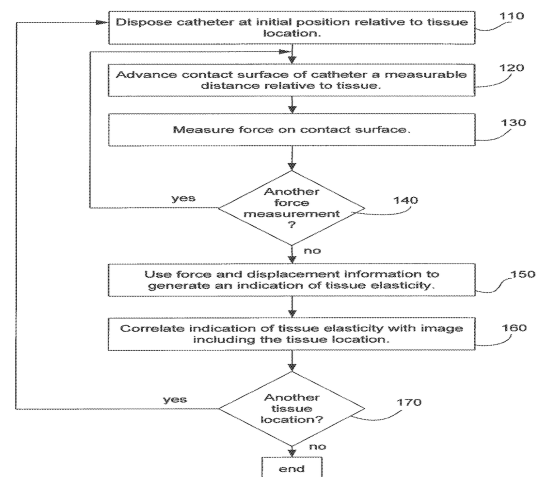 Dispose catheter at initial position relative to tissue
location.
110
Advance contact surface of catheter a measurable
distance relative to tissue.
120
Measure force on contact surface.
130
Another
force
measurement
?
140
yes
no
Use force and displacement information to
generate an indication of tissue elasticity.
150
Correlate indication of tissue elasticity with image
including the tissue location.
160
Another
tissue
location?
170
yes
no
end